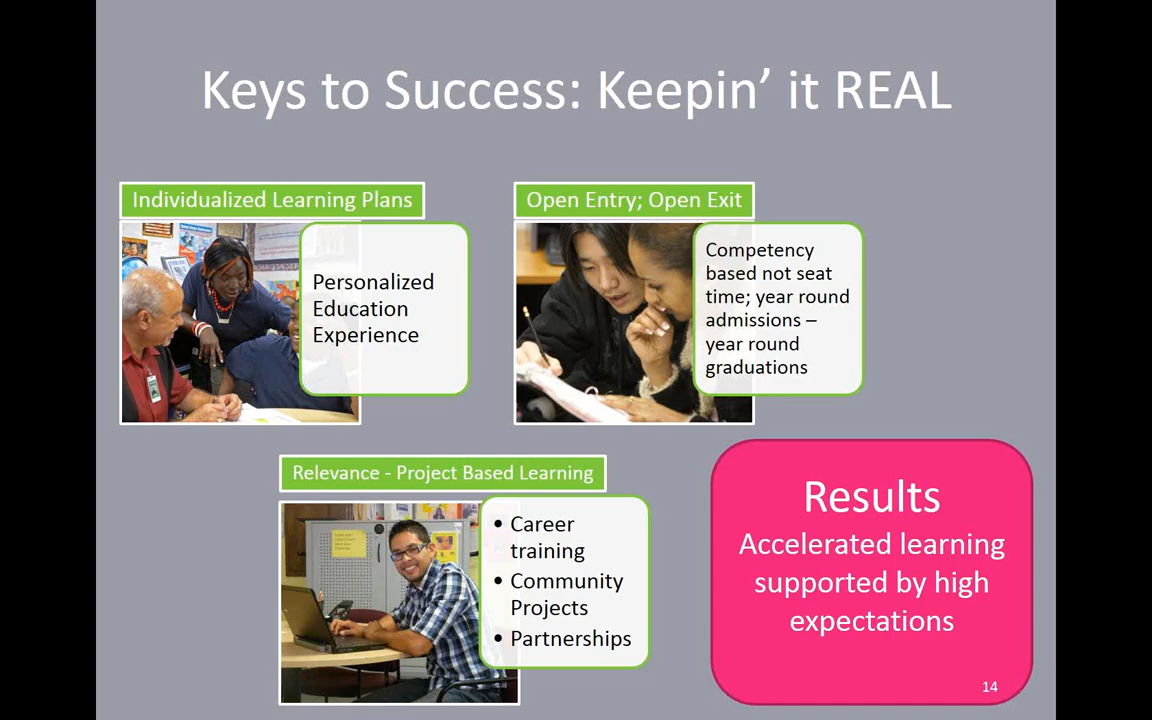 Keys to Success: Keepin’ it REAL
Individualized Learning Plans
Personalized
Education
Experience
Open Entry; Open Exit
Competency
based not seat
time; year round
admissions –
year round
graduations
Relevance - Project Based Learning
• Career
training
• Community
Projects
• Partnerships
Results
Accelerated learning
supported by high
expectations
14